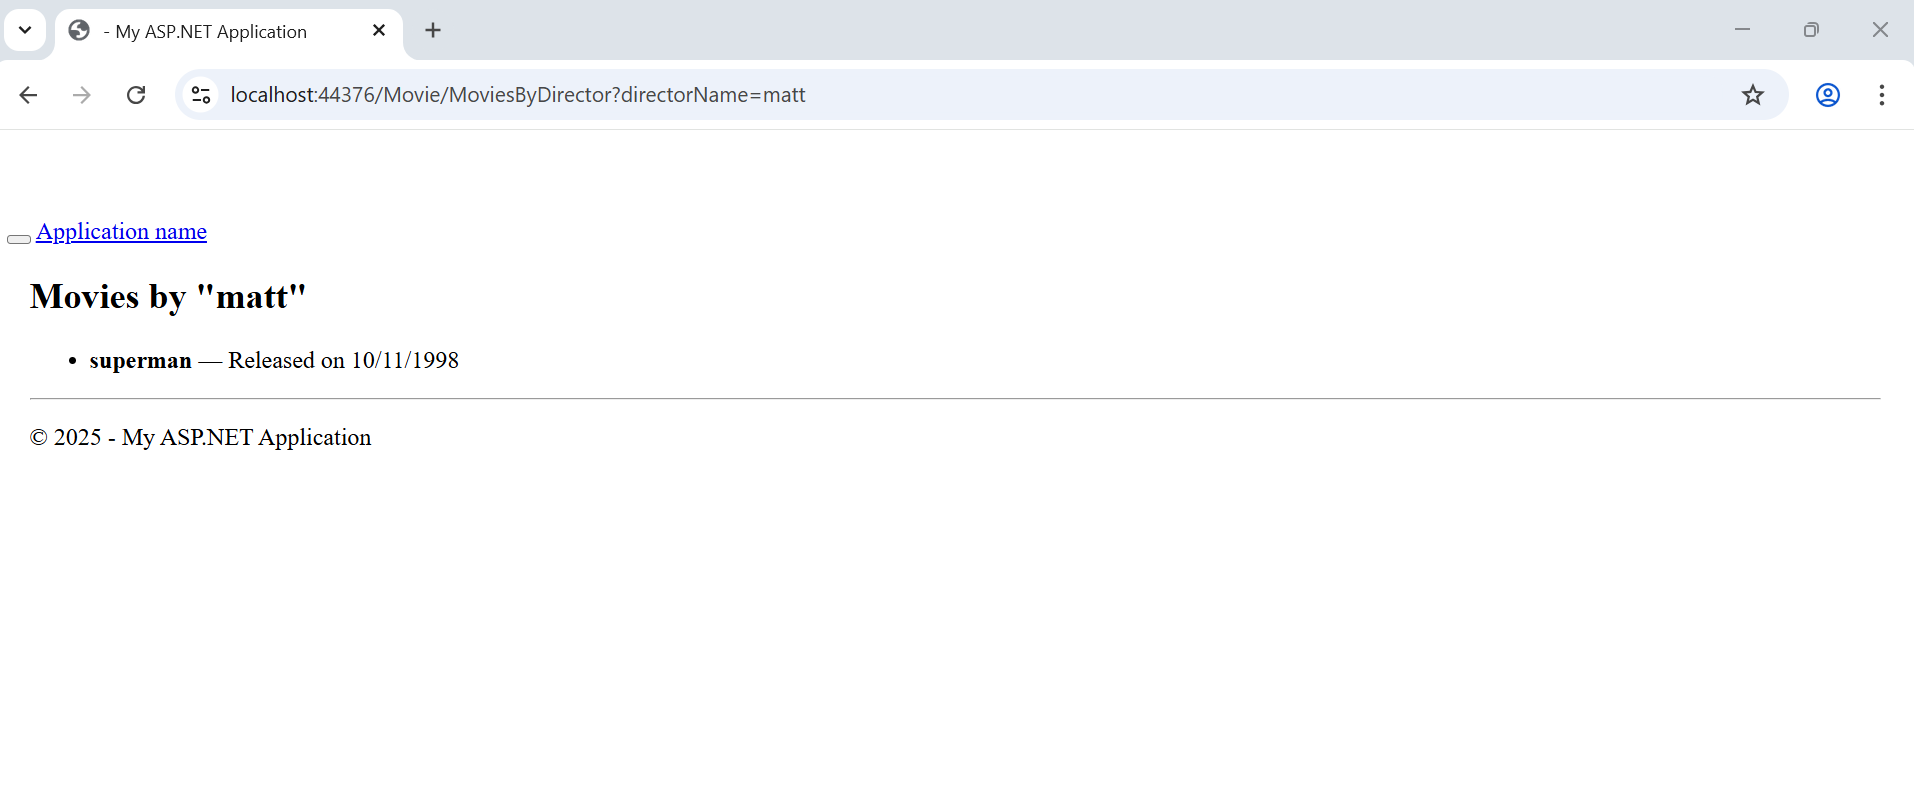 - My ASP.NET Application
localhost:44376/Movie/MoviesByDirector?directorName=matt
Application name
Movies by "matt"
• superman — Released on 10/11/1998
© 2025 - My ASP.NET Application